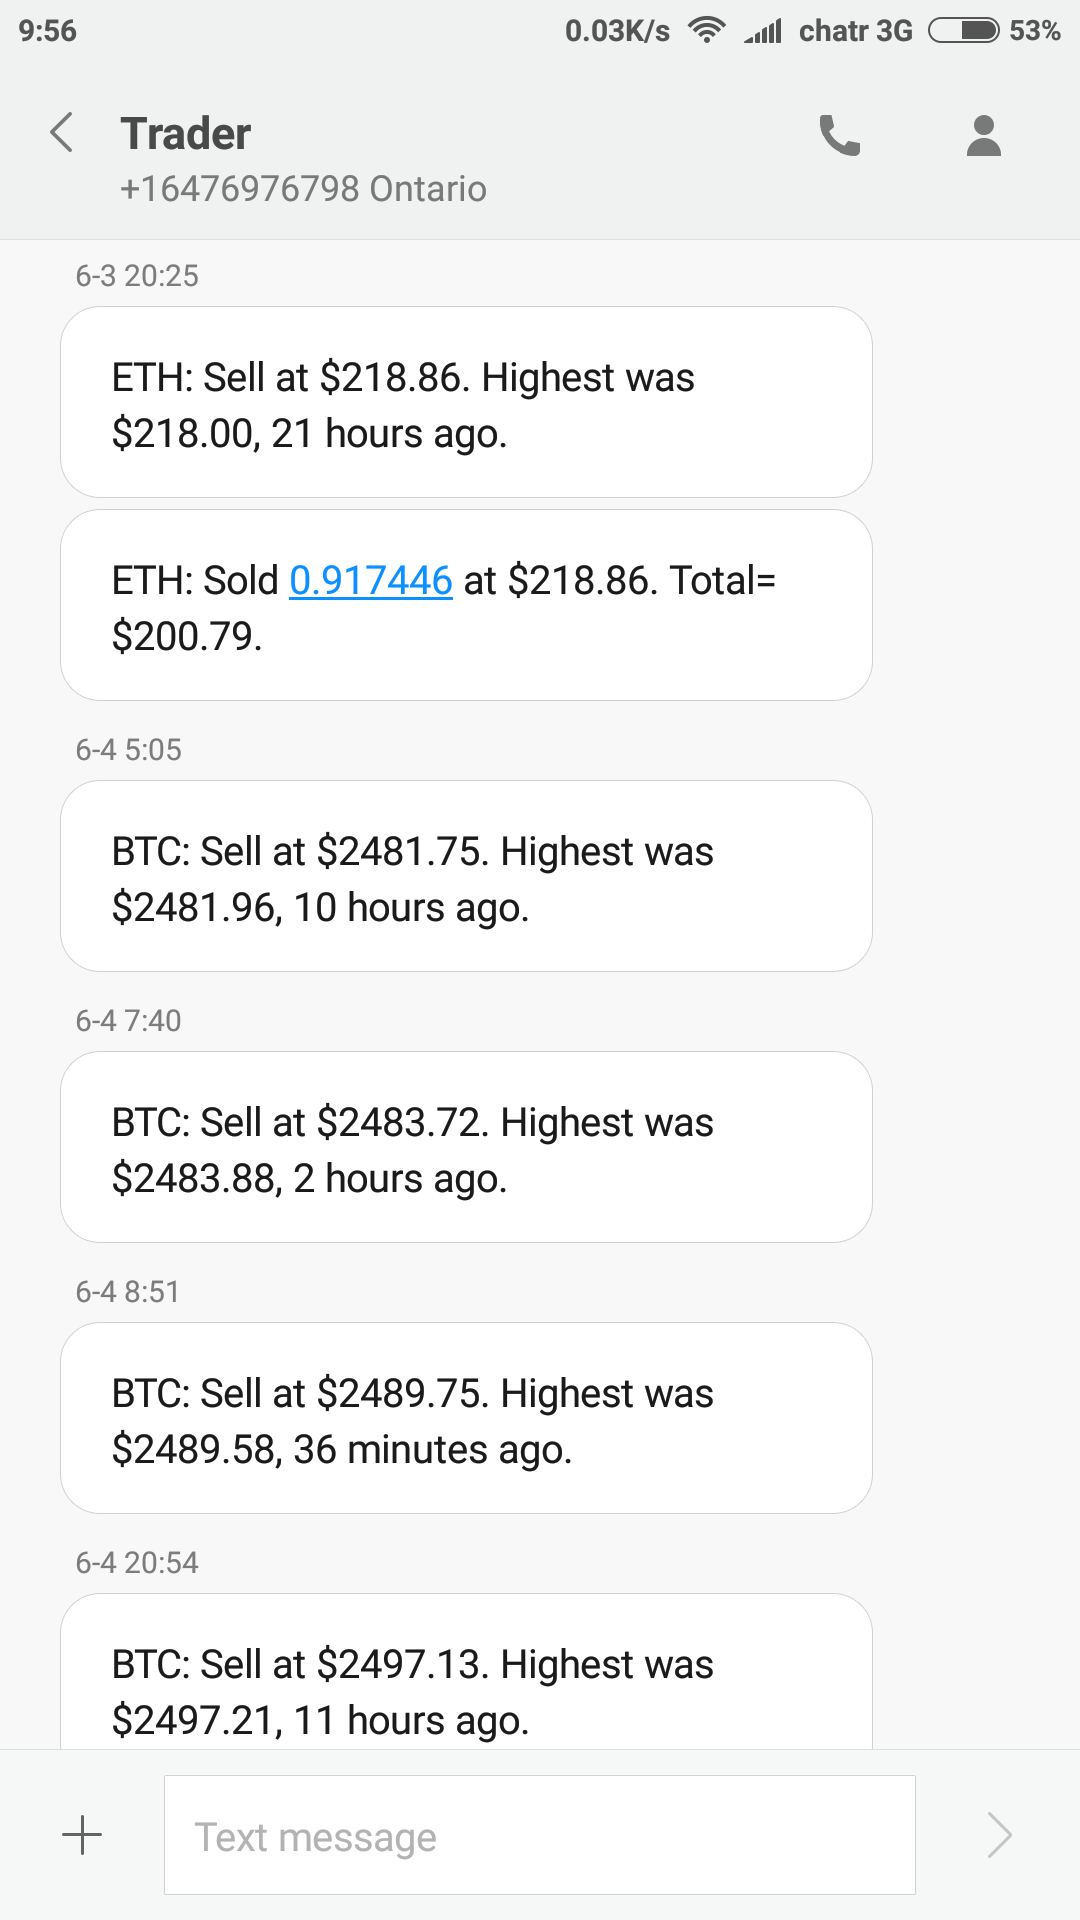 9:56 0.03K/s chatr 3G 53%
Trader
+16476976798 Ontario
6-3 20:25
ETH: Sell at $218.86. Highest was
$218.00, 21 hours ago.
ETH: Sold 0.917446 at $218.86. Total=
$200.79.
6-4 5:05
BTC: Sell at $2481.75. Highest was
$2481.96, 10 hours ago.
6-4 7:40
BTC: Sell at $2483.72. Highest was
$2483.88, 2 hours ago.
6-4 8:51
BTC: Sell at $2489.75. Highest was
$2489.58, 36 minutes ago.
6-4 20:54
BTC: Sell at $2497.13. Highest was
$2497.21, 11 hours ago.
Text message